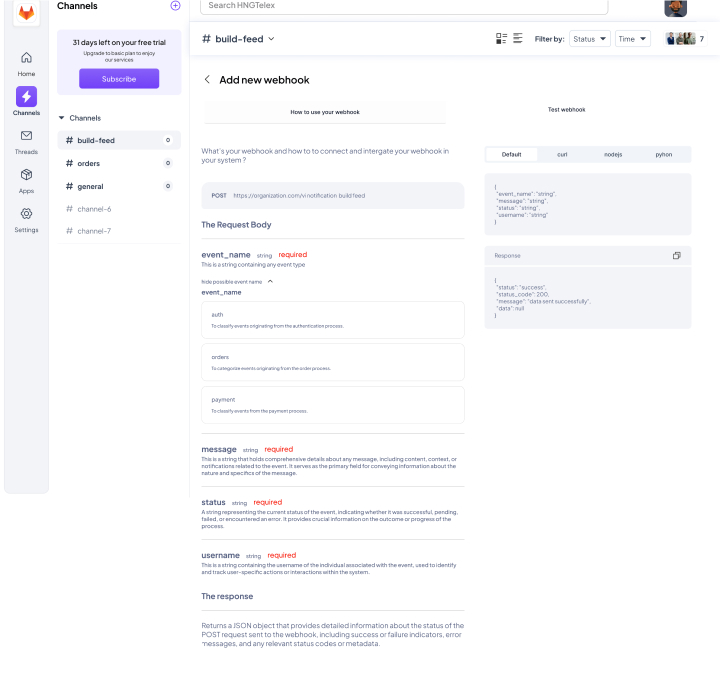 Channels
Search HNGTelex
31 days left on your free trial
Upgrade to basic plan to enjoy
our services
Subscribe
Home
Channels
Threads
Apps
Settings
Channels
# build-feed 0
# orders 0
# general 0
# channel-6
# channel-7
# build-feed
Filter by: Status Time 7
Add new webhook
How to use your webhook
Test webhook
What's your webhook and how to to connect and intergate your webhook in
your system ?
POST https://organization.com/vi notification build feed
The Request Body
event_name string required
This is a string containing any event type
hide possible event name
event_name
auth
To classify events originating from the authentication process.
orders
To categorize events originating from the order process.
payment
To classify events from the payment process.
message string required
This is a string that holds comprehensive details about any message, including content, context, or
notifications related to the event. It serves as the primary field for conveying information about the
nature and specifics of the message.
status string required
A string representing the current status of the event, indicating whether it was successful, pending,
failed, or encountered an error. It provides crucial information on the outcome or progress of the
process.
username string required
This is a string containing the username of the individual associated with the event, used to identify
and track user-specific actions or interactions within the system.
The response
Returns a JSON object that provides detailed information about the status of the
POST request sent to the webhook, including success or failure indicators, error
messages, and any relevant status codes or metadata.
Default curl nodejs pyhon
{
"event_name": "string",
"message": "string",
"status": "string",
"username": "string"
}
Response
{
"status": "success",
"status_code": 200,
"message": "data sent successfully",
"data": null
}